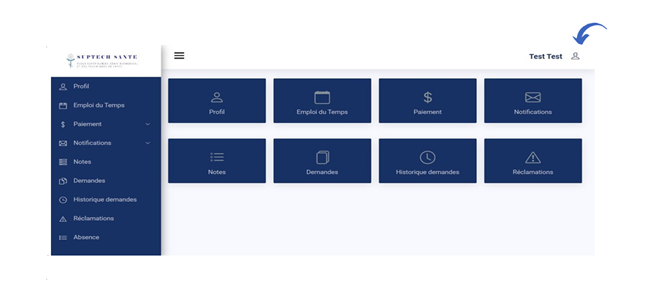 SUPTECH SANTE
Test Test
Profil
Emploi du Temps
Paiement
Notifications
Notes
Demandes
Historique demandes
Réclamations
Absence
Profil
Emploi du Temps
Paiement
Notifications
Notes
Demandes
Historique demandes
Réclamations